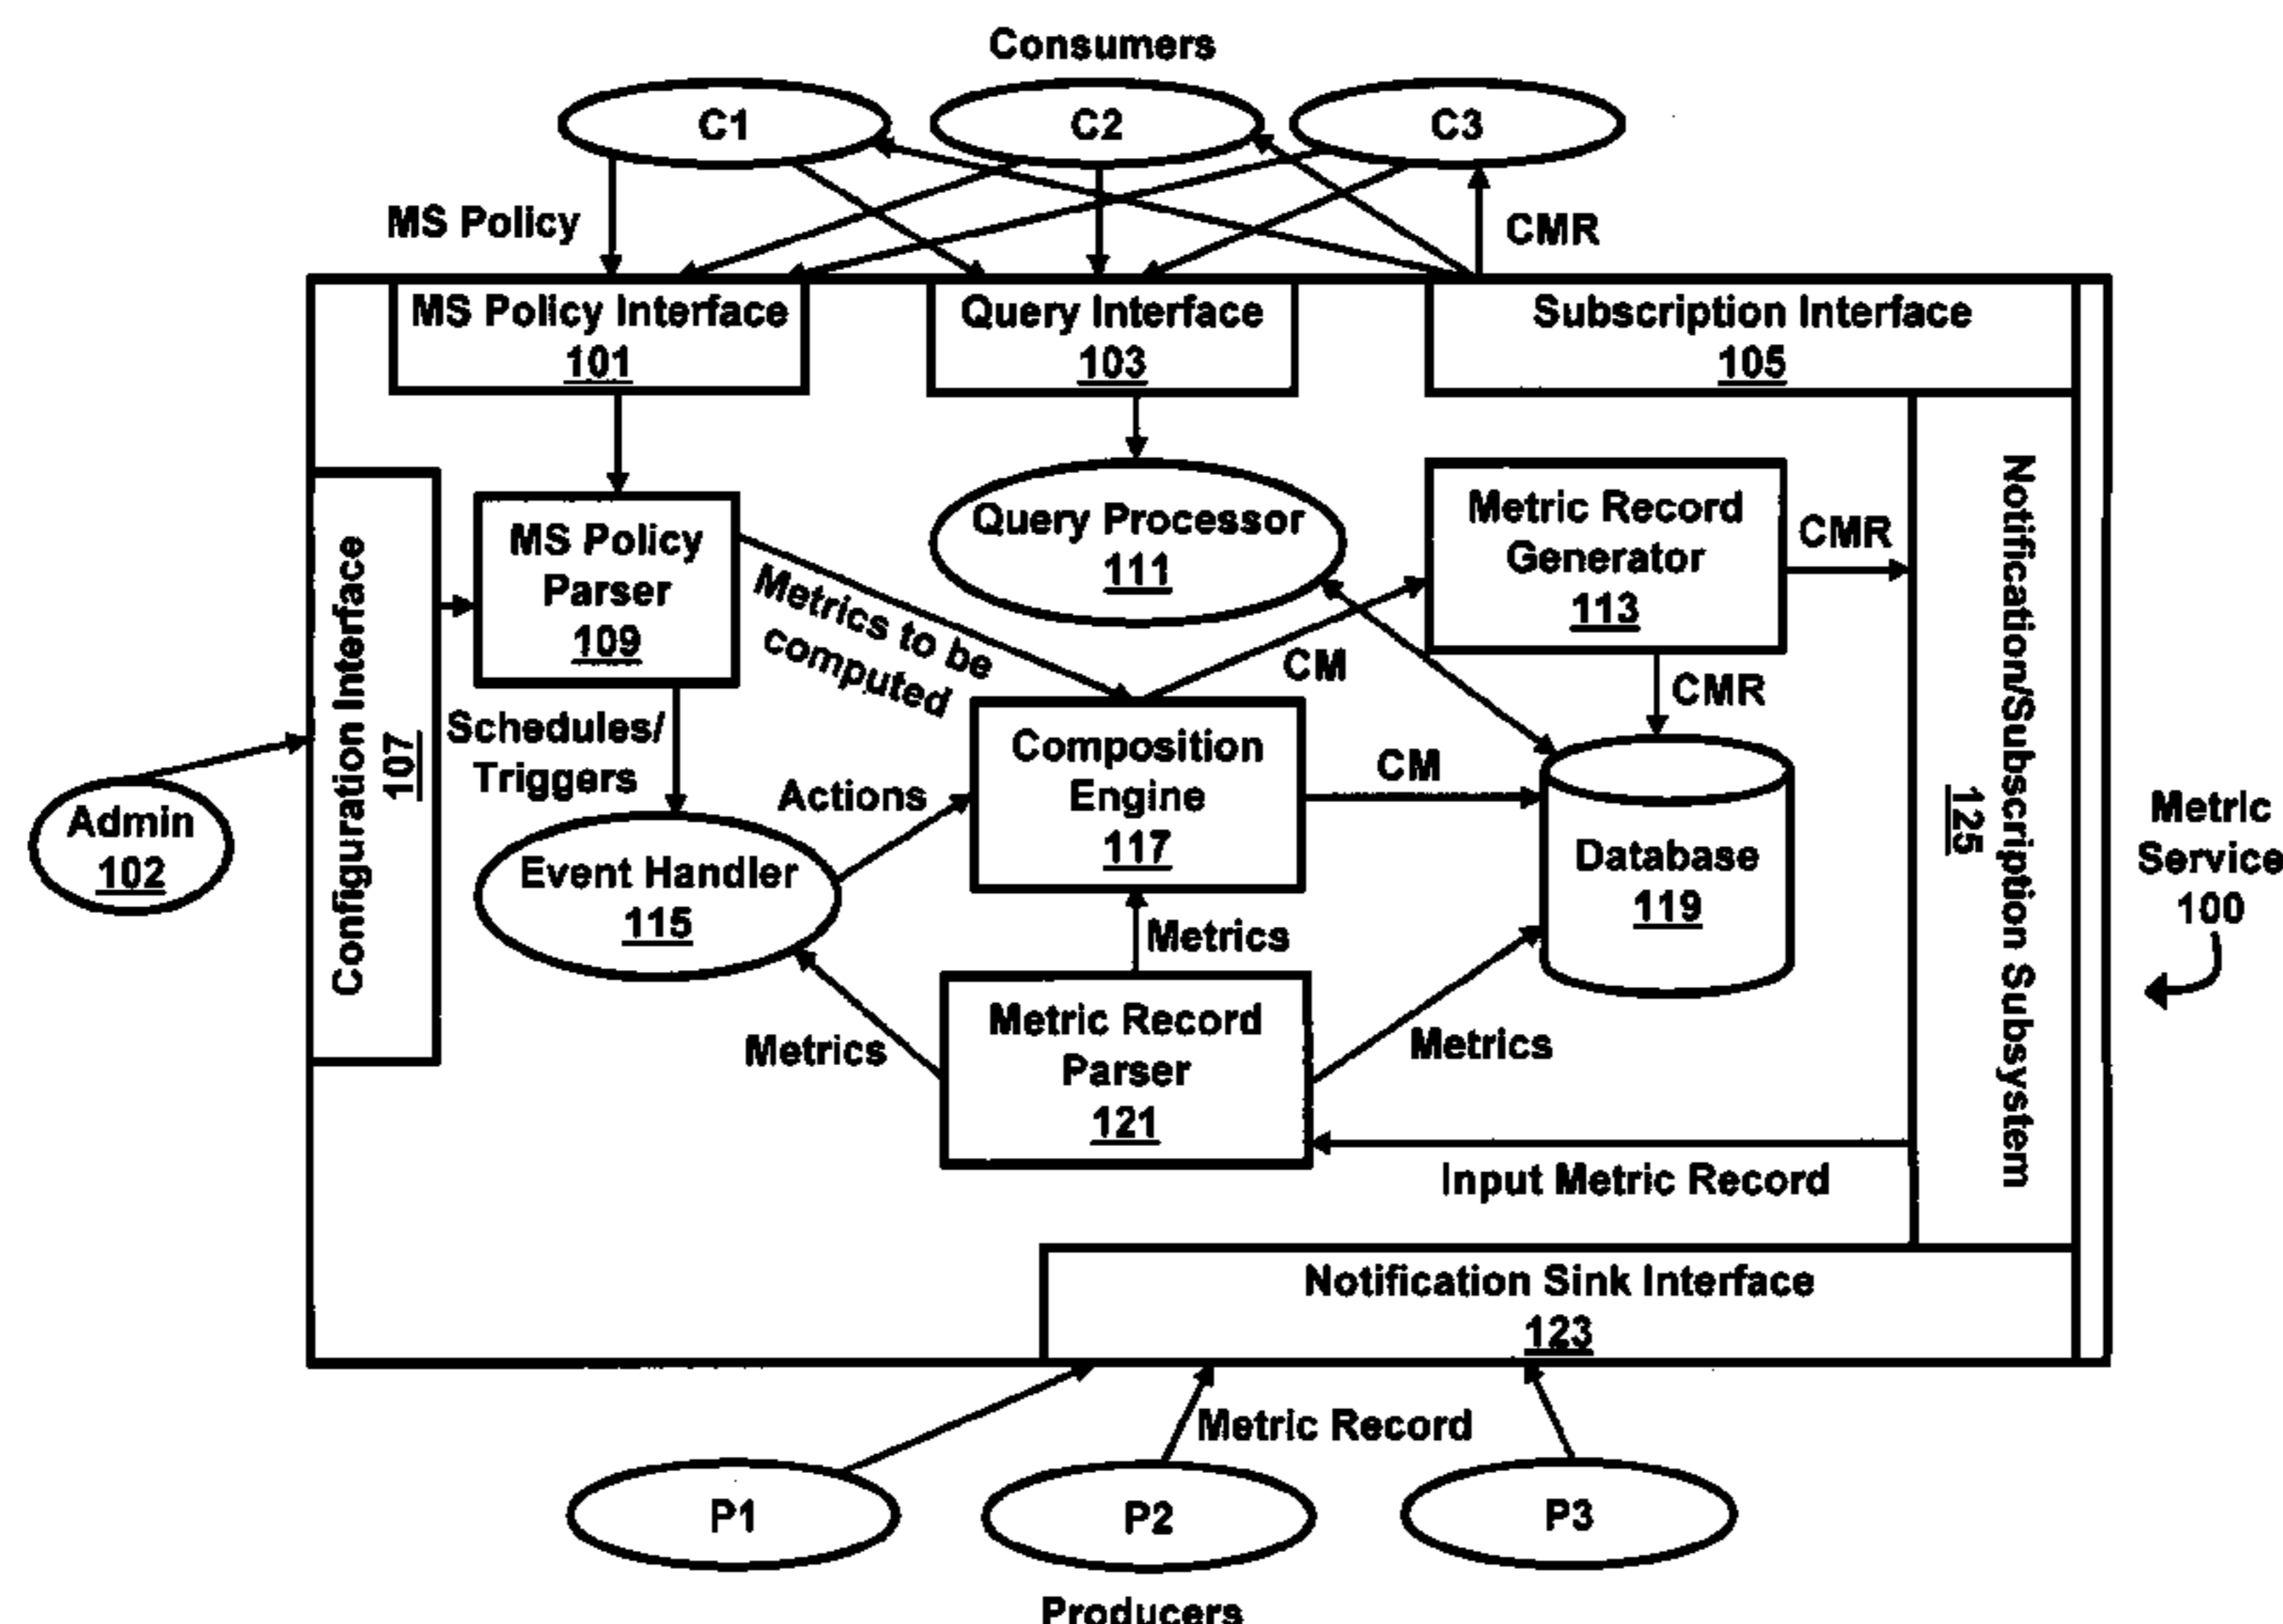 Consumers
C1
C2
C3
MS Policy
CMR
MS Policy Interface
101
Query Interface
103
Subscription Interface
105
Configuration Interface
107
MS Policy
Parser
109
Metrics to be
computed
Query Processor
111
Metric Record
Generator
113
CMR
CM
CMR
Notification/Subscription Subsystem
125
Schedules/
Triggers
Actions
Composition
Engine
117
CM
Database
119
Metric
Service
100
Admin
102
Event Handler
115
Metrics
Metrics
Metric Record
Parser
121
Metrics
Input Metric Record
Notification Sink Interface
123
Metric Record
P1
P2
P3
Producers